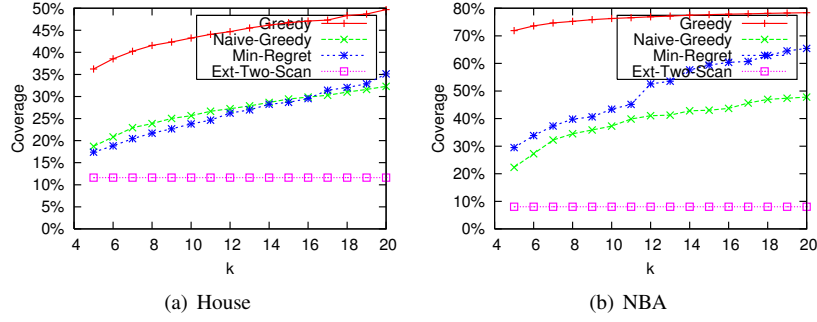 50%
45%
40%
35%
30%
25%
20%
15%
10%
5%
0%
Coverage
4 6 8 10 12 14 16 18 20
k
Greedy
Naive-Greedy
Min-Regret
Ext-Two-Scan
(a) House
80%
70%
60%
50%
40%
30%
20%
10%
0%
Coverage
4 6 8 10 12 14 16 18 20
k
Greedy
Naive-Greedy
Min-Regret
Ext-Two-Scan
(b) NBA